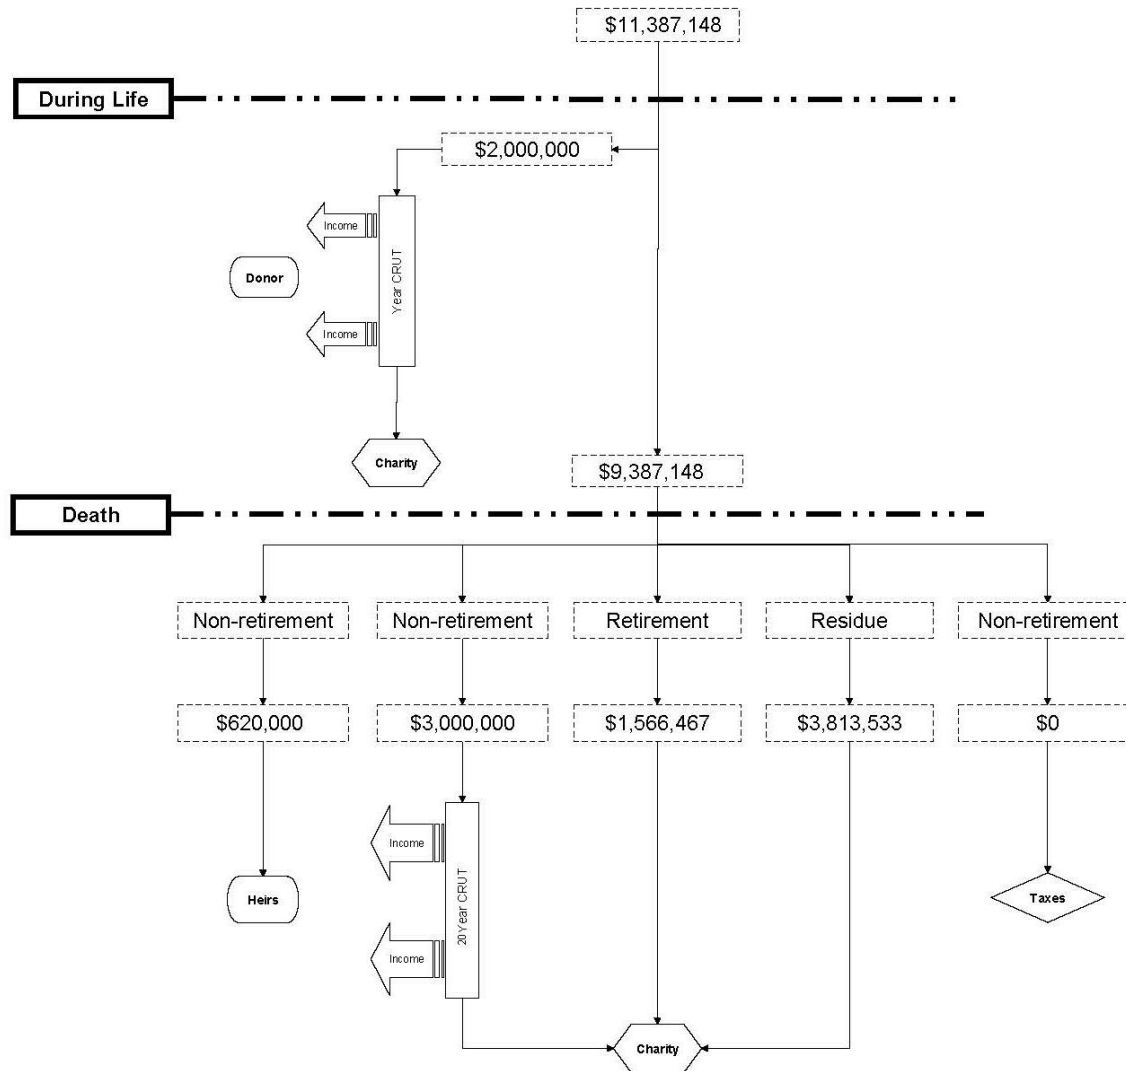 $11,387,148
During Life
$2,000,000
Income
Donor
Year CRUT
Income
Charity
$9,387,148
Death
Non-retirement
Non-retirement
Retirement
Residue
Non-retirement
$620,000
$3,000,000
$1,566,467
$3,813,533
$0
Income
20 Year CRUT
Heirs
Taxes
Income
Charity